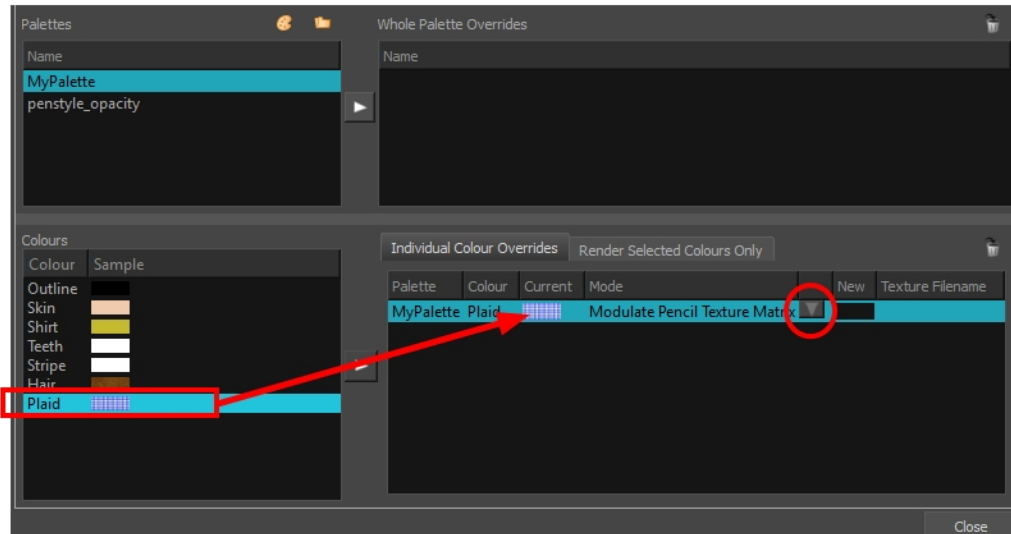 Palettes
Whole Palette Overrides
Name
Name
MyPalette
penstyle_opacity
Colours
Individual Colour Overrides
Render Selected Colours Only
Colour Sample
Palette Colour Current Mode New Texture Filename
Outline
MyPalette Plaid Modulate Pencil Texture Matrix
Skin
Shirt
Teeth
Stripe
Hair
Plaid
Close